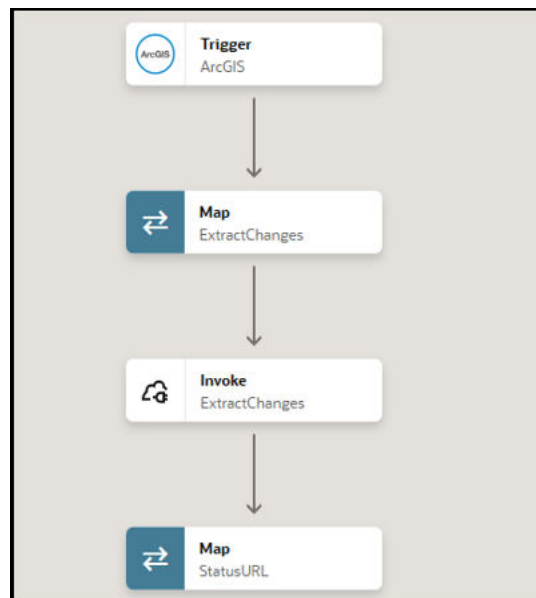 Trigger
ArcGIS
ArcGIS
Map
ExtractChanges
Invoke
ExtractChanges
Map
StatusURL